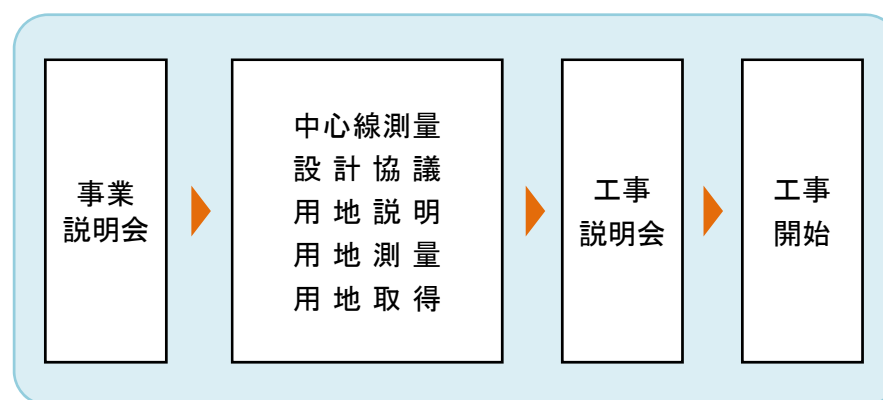 事業
説明会
中心線測量
設計協議
用地説明
用地測量
用地取得
工事
説明会
工事
開始